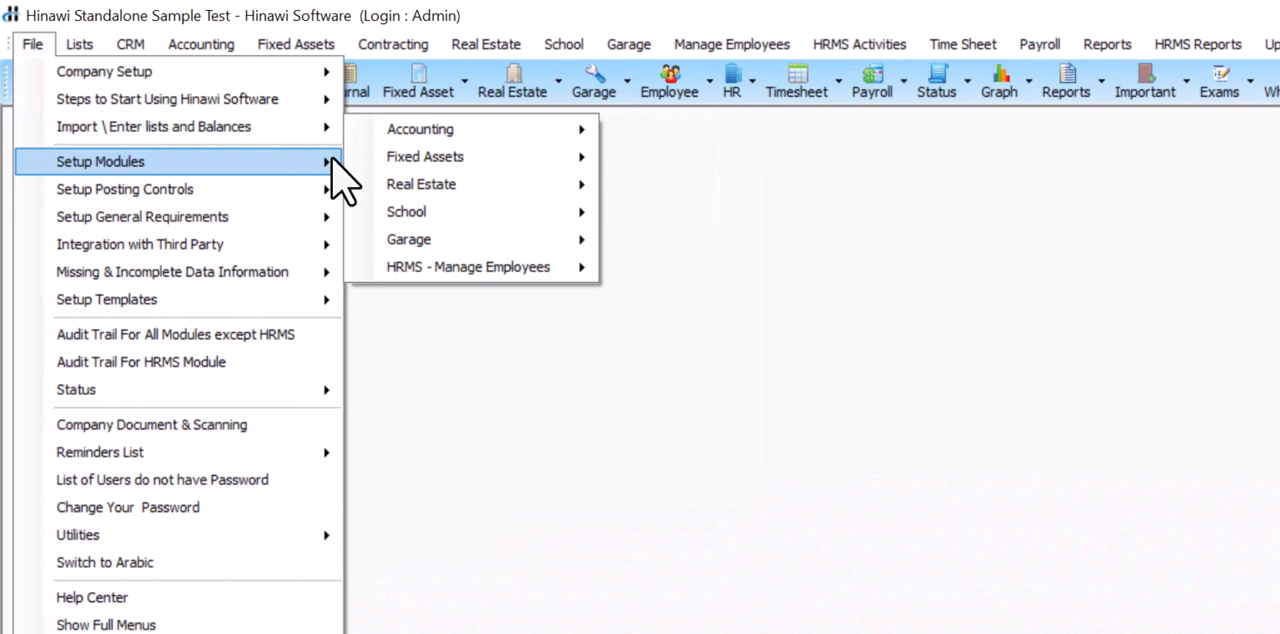 Hinawi Standalone Sample Test - Hinawi Software (Login : Admin)
File Lists CRM Accounting Fixed Assets Contracting Real Estate School Garage Manage Employees HRMS Activities Time Sheet Payroll Reports HRMS Reports
Fixed Asset Real Estate Garage Employee HR Timesheet Payroll Status Graph Reports Important Exams
Company Setup
Steps to Start Using Hinawi Software
Import \ Enter lists and Balances
Setup Modules
Setup Posting Controls
Setup General Requirements
Integration with Third Party
Missing & Incomplete Data Information
Setup Templates
Audit Trail For All Modules except HRMS
Audit Trail For HRMS Module
Status
Company Document & Scanning
Reminders List
List of Users do not have Password
Change Your Password
Utilities
Switch to Arabic
Help Center
Show Full Menus
Accounting
Fixed Assets
Real Estate
School
Garage
HRMS - Manage Employees